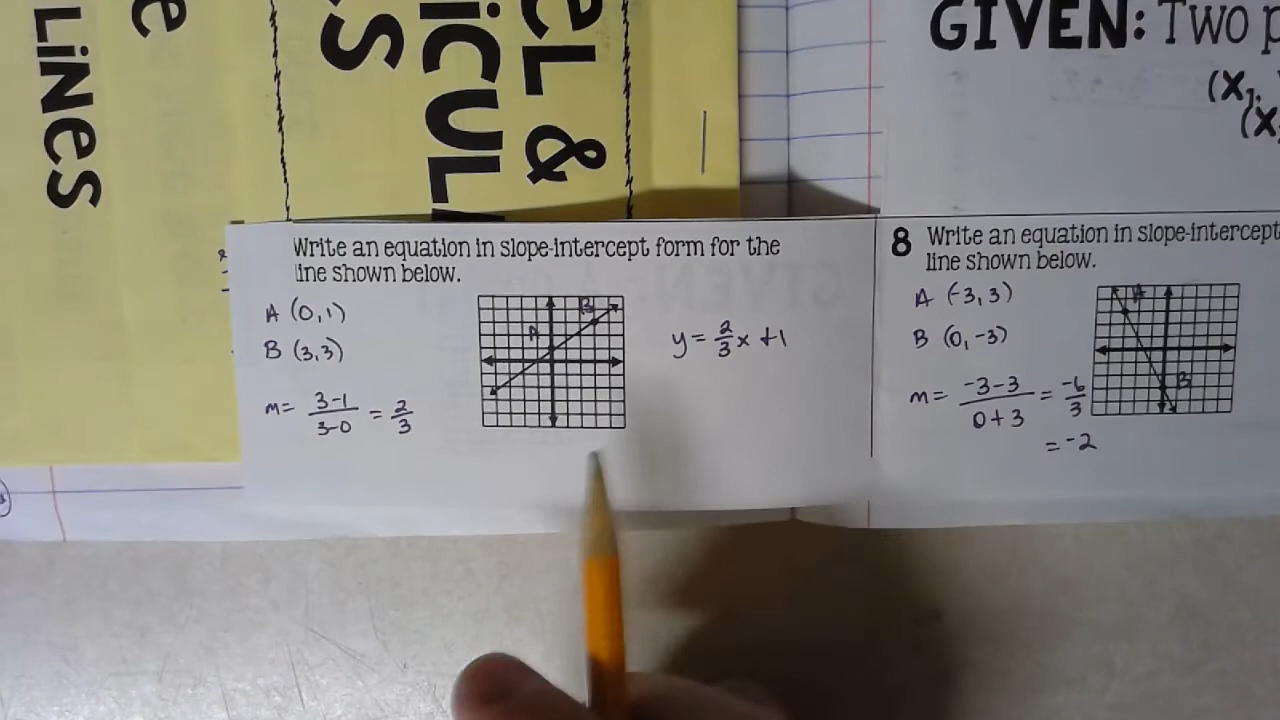 LINES
e
EL &
ICUL
S
GIVEN: Two p
(X₁,
(X
Write an equation in slope-intercept form for the
line shown below.
A (0,1)
B (3,3)
m= 3-1/3-0 = 2/3
A
B
y= 2/3x +1
8 Write an equation in slope-intercept
line shown below.
A (-3, 3)
B (0, -3)
m= -3-3/0+3 = -6/3
= -2
A
B